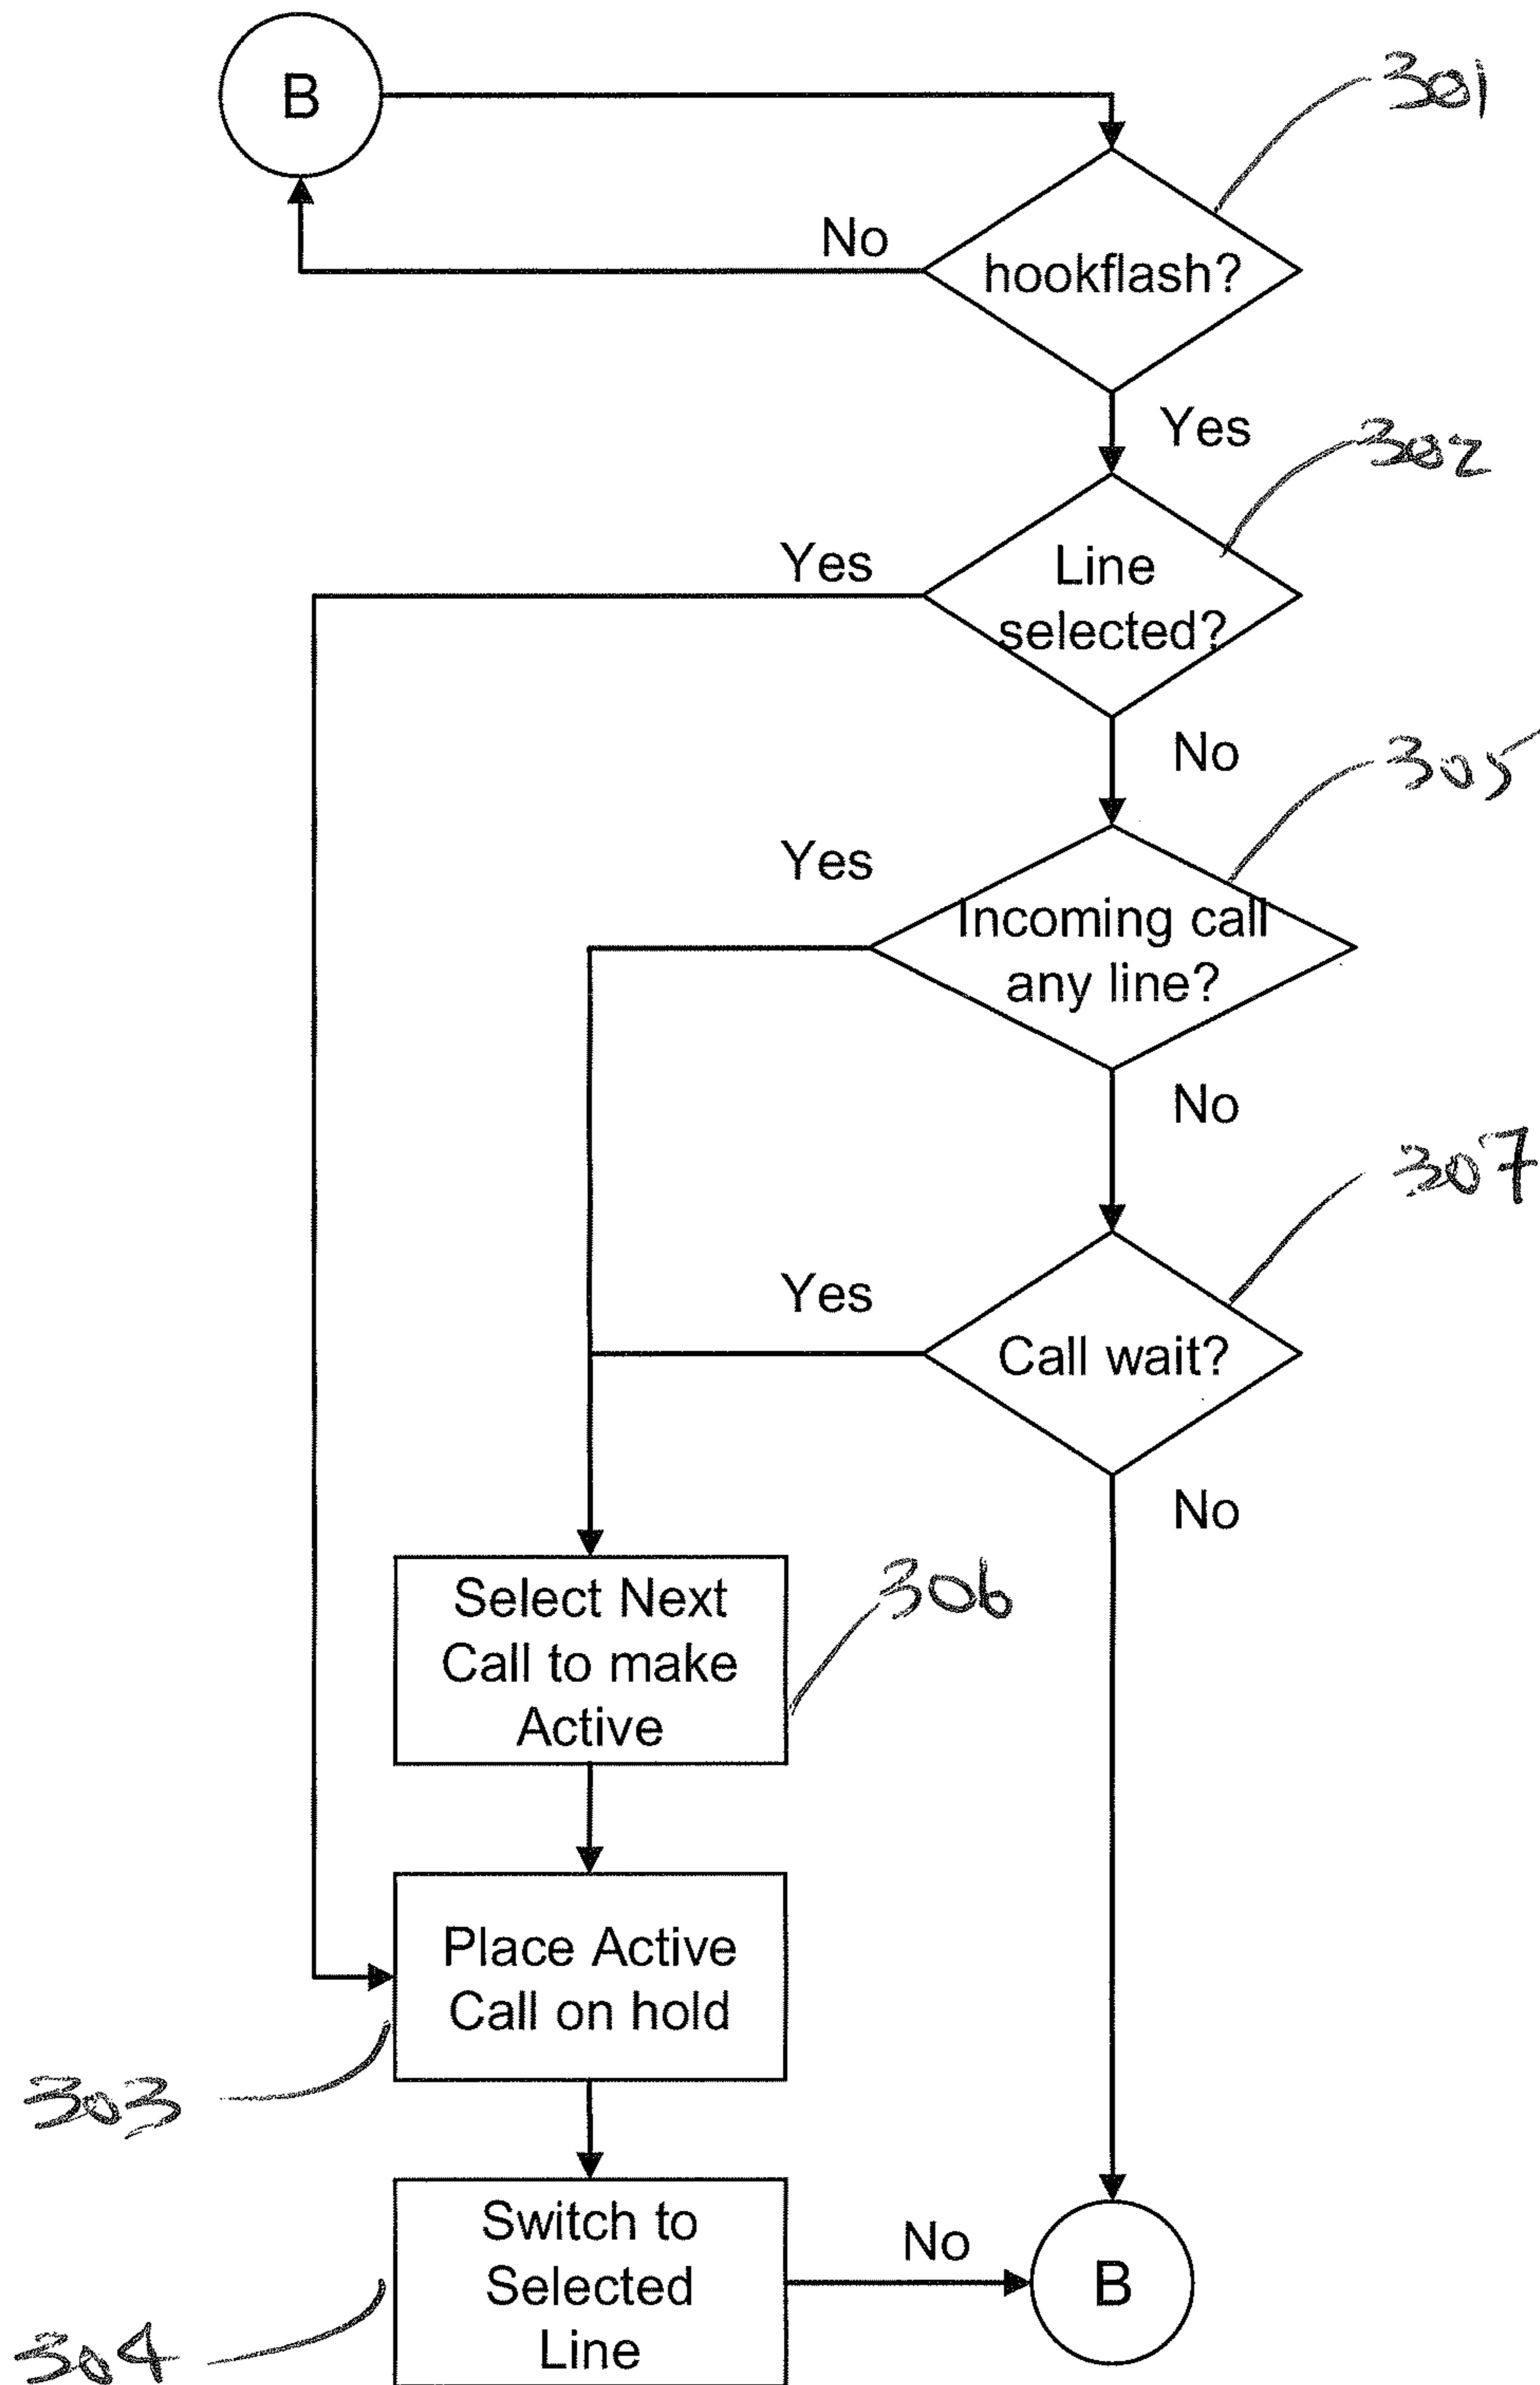 B
301
No
hookflash?
Yes
302
Yes
Line
selected?
No
305
Yes
Incoming call
any line?
No
307
Yes
Call wait?
No
Select Next
Call to make
Active
306
Place Active
Call on hold
303
Switch to
Selected
Line
No
B
304